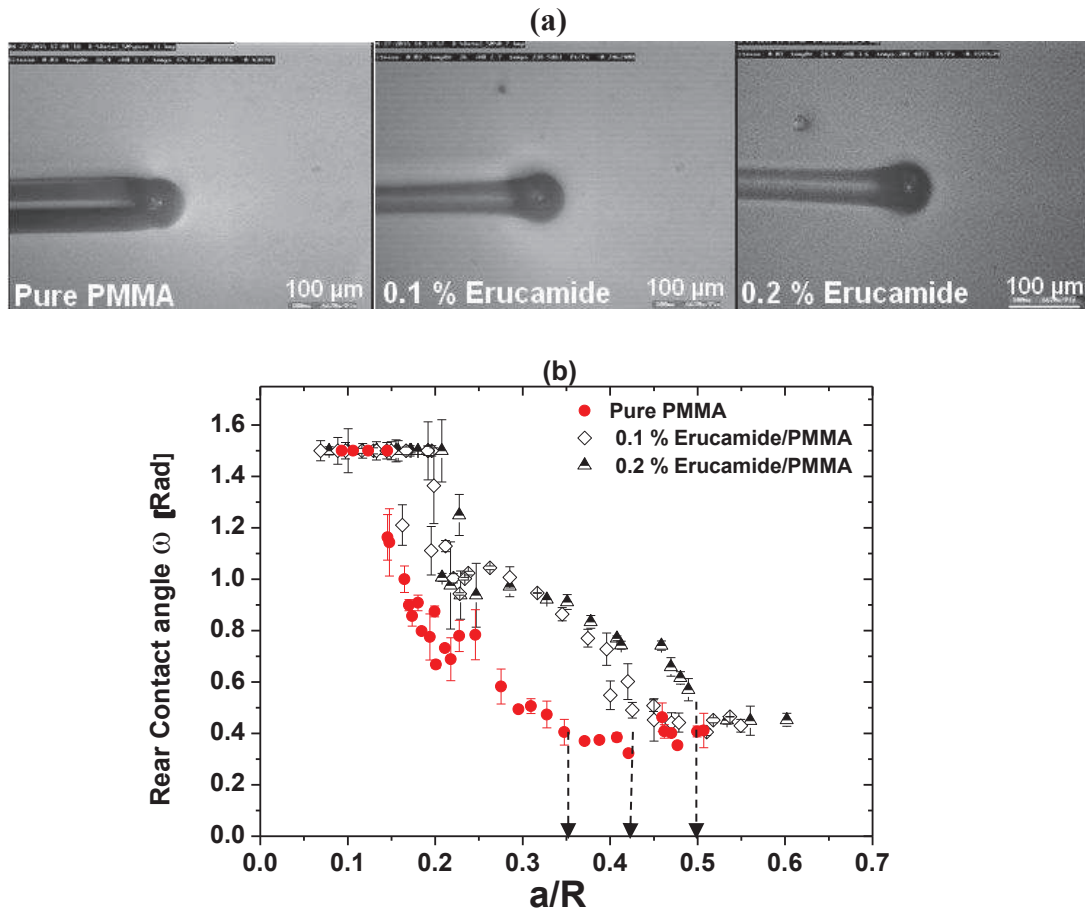 (a)
Pure PMMA
100 µm
0.1 % Erucamide
100 µm
0.2 % Erucamide
100 µm
(b)
Rear Contact angle ω [Rad]
1.6
1.4
1.2
1.0
0.8
0.6
0.4
0.2
0.0
Pure PMMA
0.1 % Erucamide/PMMA
0.2 % Erucamide/PMMA
0.0 0.1 0.2 0.3 0.4 0.5 0.6 0.7
a/R